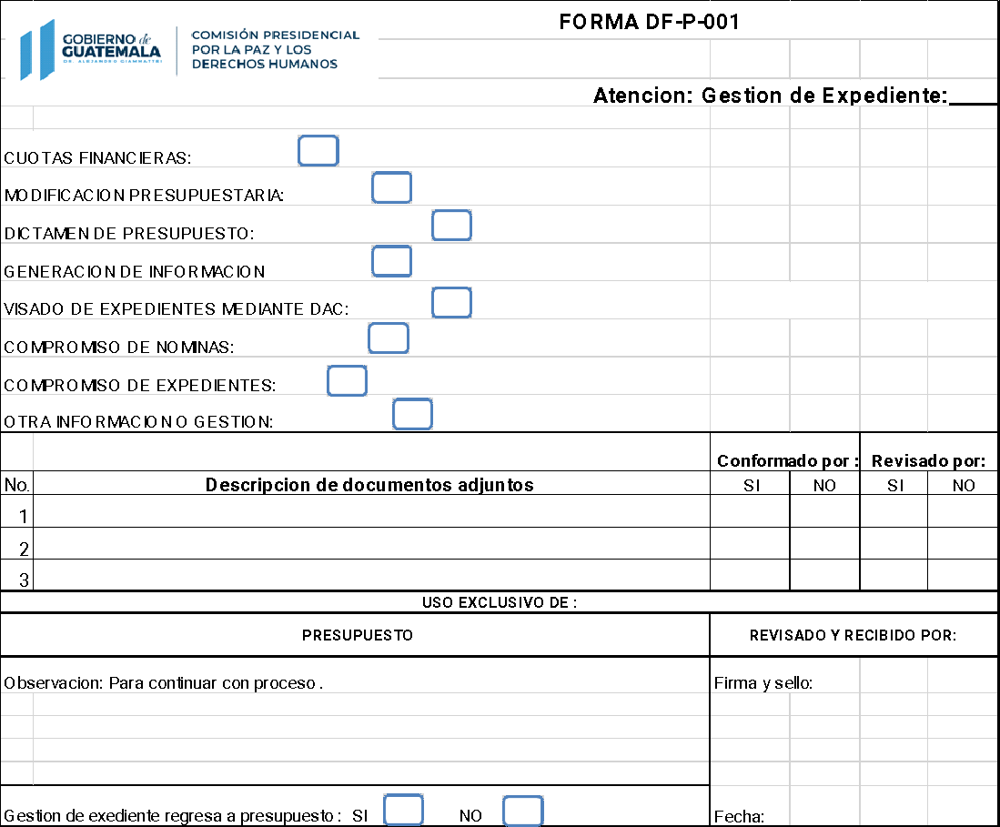 FORMA DF-P-001
GOBIERNO de
GUATEMALA
DR. ALEJANDRO GIAMMATTEI
COMISIÓN PRESIDENCIAL
POR LA PAZ Y LOS
DERECHOS HUMANOS
Atencion: Gestion de Expediente:____
CUOTAS FINANCIERAS:
MODIFICACION PRESUPUESTARIA:
DICTAMEN DE PRESUPUESTO:
GENERACION DE INFORMACION
VISADO DE EXPEDIENTES MEDIANTE DAC:
COMPROMISO DE NOMINAS:
COMPROMISO DE EXPEDIENTES:
OTRA INFORMACION O GESTION:
Conformado por : Revisado por:
No. Descripcion de documentos adjuntos SI NO SI NO
1
2
3
USO EXCLUSIVO DE :
PRESUPUESTO REVISADO Y RECIBIDO POR:
Observacion: Para continuar con proceso . Firma y sello:
Gestion de exediente regresa a presupuesto : SI NO Fecha: